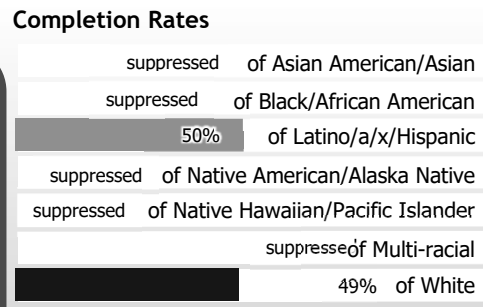 Completion Rates
suppressed of Asian American/Asian
suppressed of Black/African American
50% of Latino/a/x/Hispanic
suppressed of Native American/Alaska Native
suppressed of Native Hawaiian/Pacific Islander
suppresseof Multi-racial
49% of White